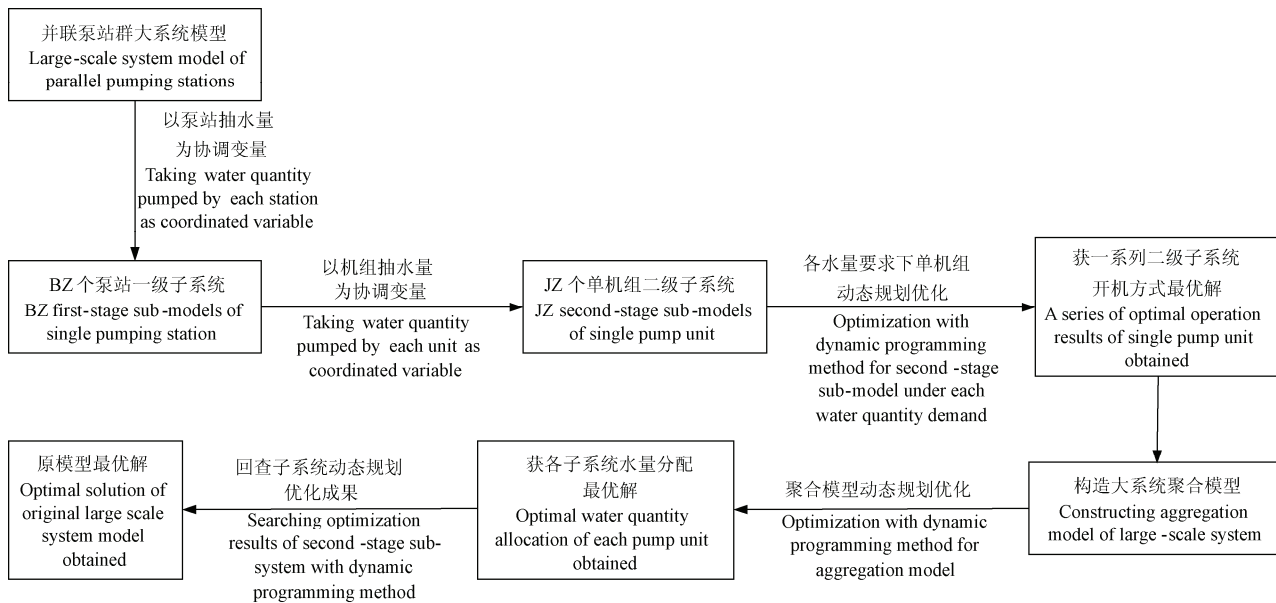 并联泵站群大系统模型
Large-scale system model of
parallel pumping stations
以泵站抽水量
为协调变量
Taking water quantity
pumped by each station
as coordinated variable
BZ 个泵站一级子系统
BZ first-stage sub-models of
single pumping station
以机组抽水量
为协调变量
Taking water quantity
pumped by each unit as
coordinated variable
JZ 个单机组二级子系统
JZ second-stage sub-models
of single pump unit
各水量要求下单机组
动态规划优化
Optimization with
dynamic programming
method for second -stage
sub-model under each
water quantity demand
获一系列二级子系统
开机方式最优解
A series of optimal operation
results of single pump unit
obtained
构造大系统聚合模型
Constructing aggregation
model of large -scale system
聚合模型动态规划优化
Optimization with dynamic
programming method for
aggregation model
获各子系统水量分配
最优解
Optimal water quantity
allocation of each pump unit
obtained
回查子系统动态规划
优化成果
Searching optimization
results of second -stage sub-
system with dynamic
programming method
原模型最优解
Optimal solution of
original large scale
system model
obtained